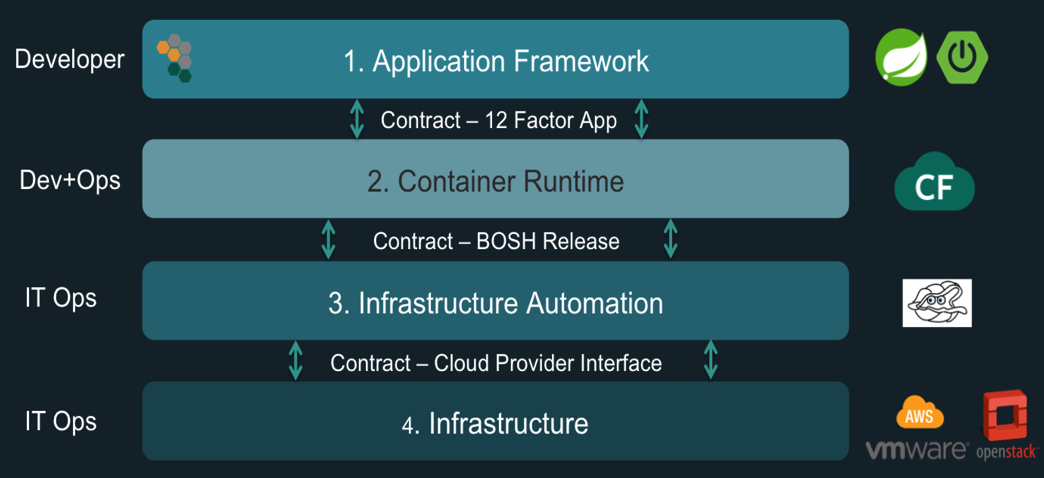 Developer
1. Application Framework
Contract – 12 Factor App
Dev+Ops
2. Container Runtime
CF
Contract – BOSH Release
IT Ops
3. Infrastructure Automation
Contract – Cloud Provider Interface
IT Ops
4. Infrastructure
AWS
vmware®
openstack™